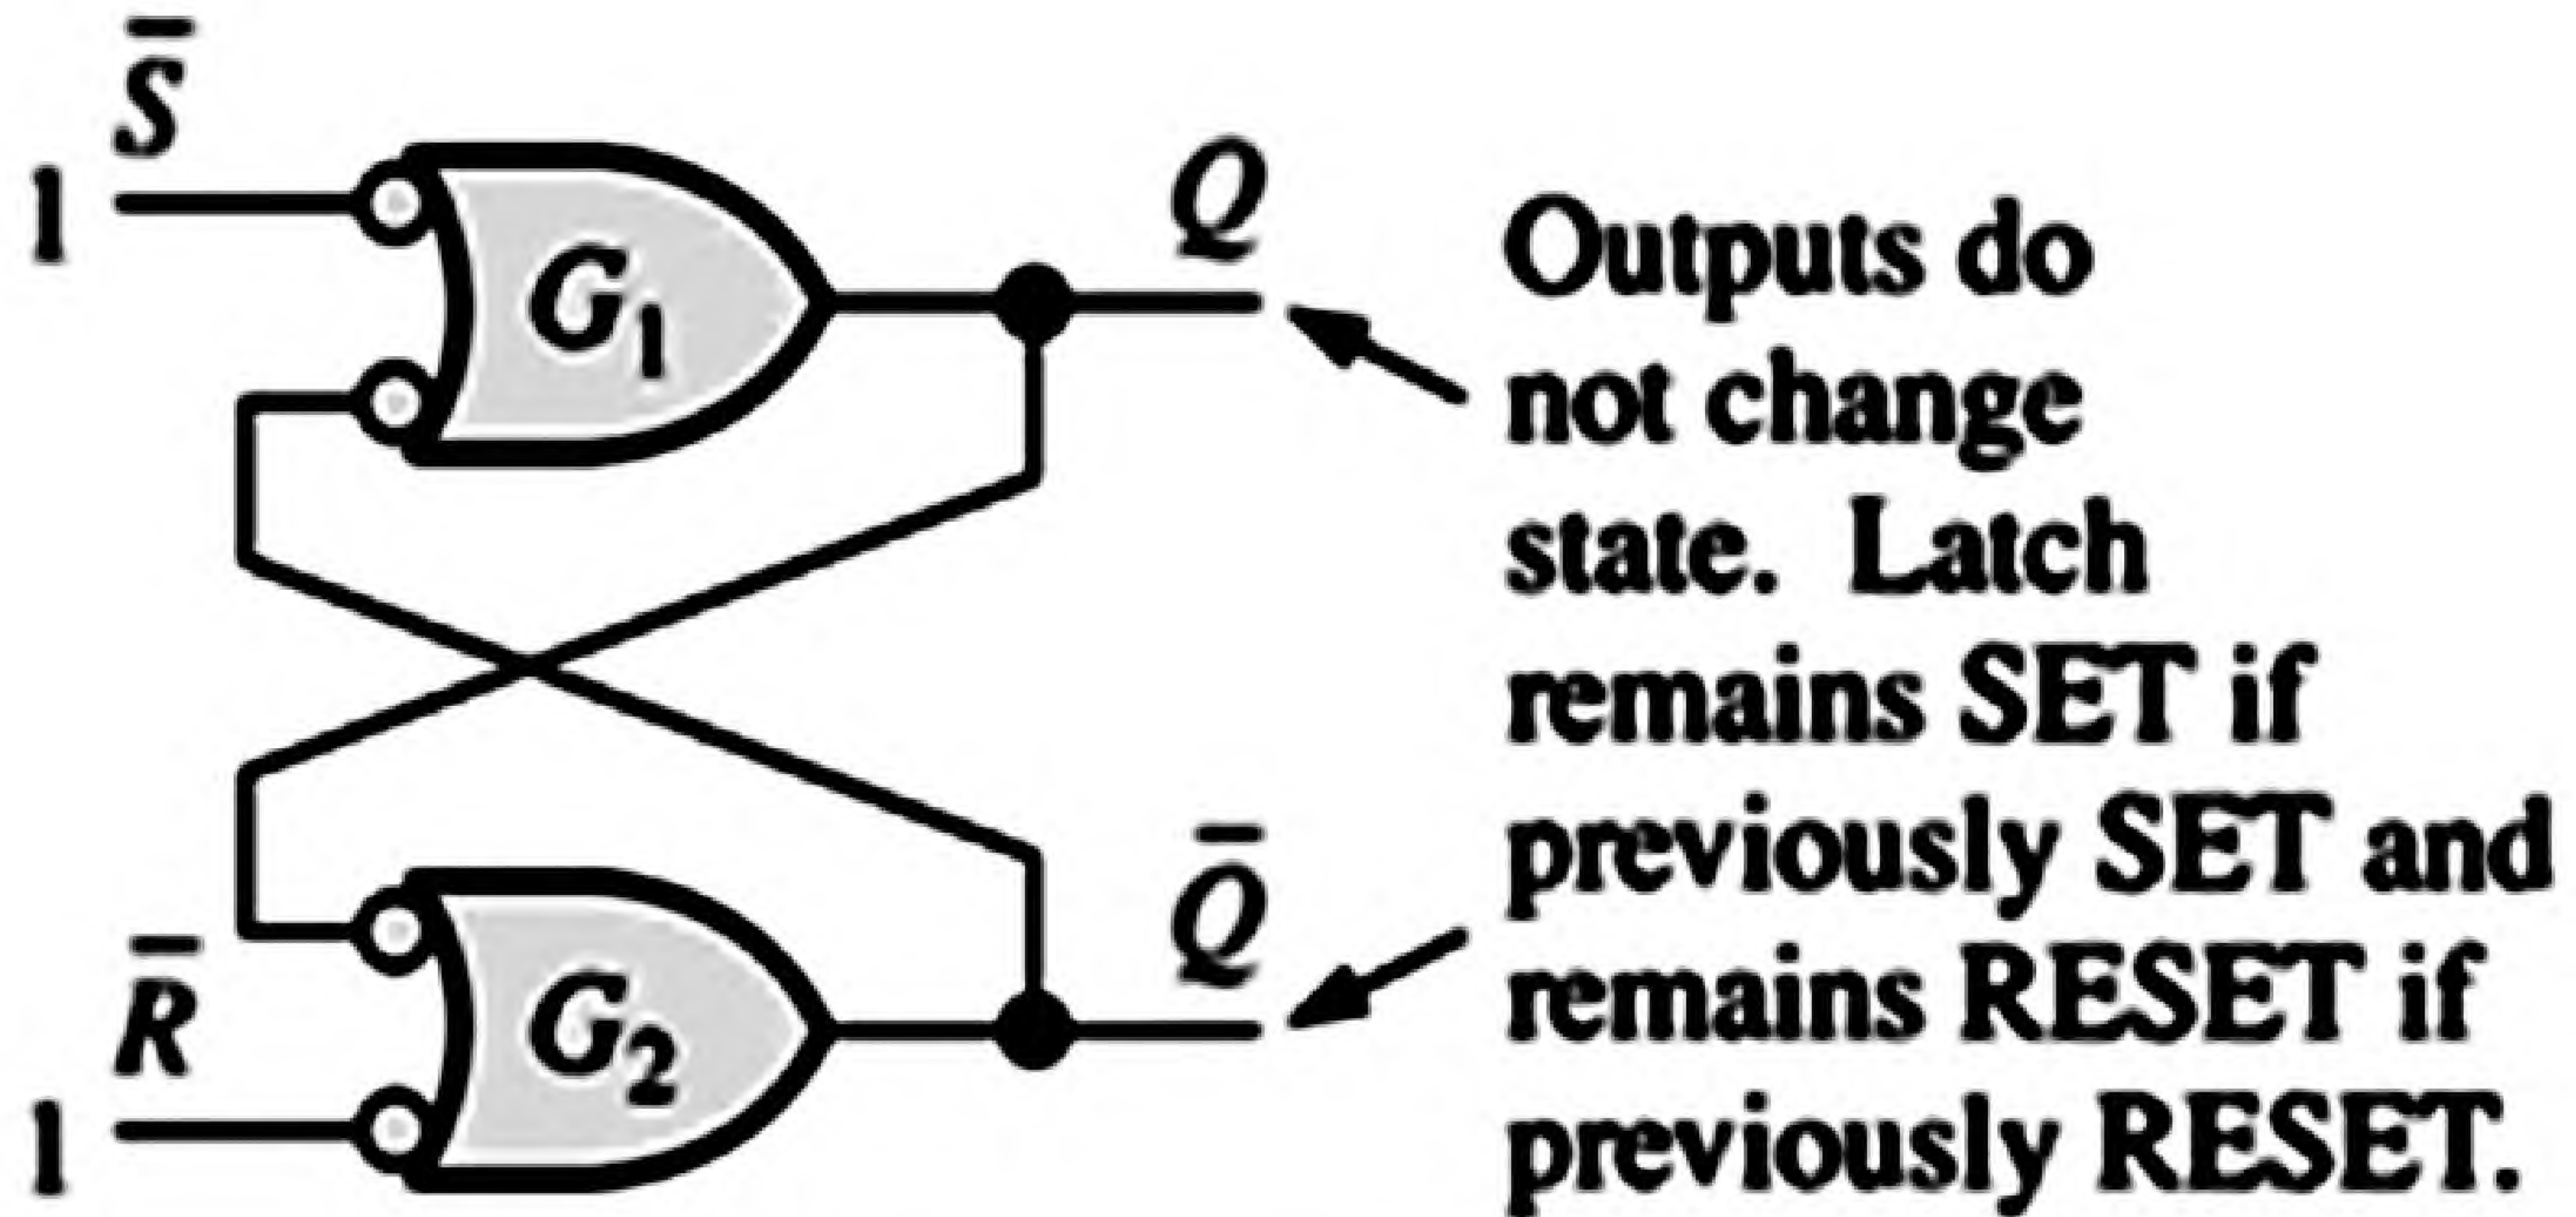 S̅
1
G₁
Q
Outputs do
not change
state. Latch
remains SET if
previously SET and
remains RESET if
previously RESET.
Q̅
R̅
G₂
1